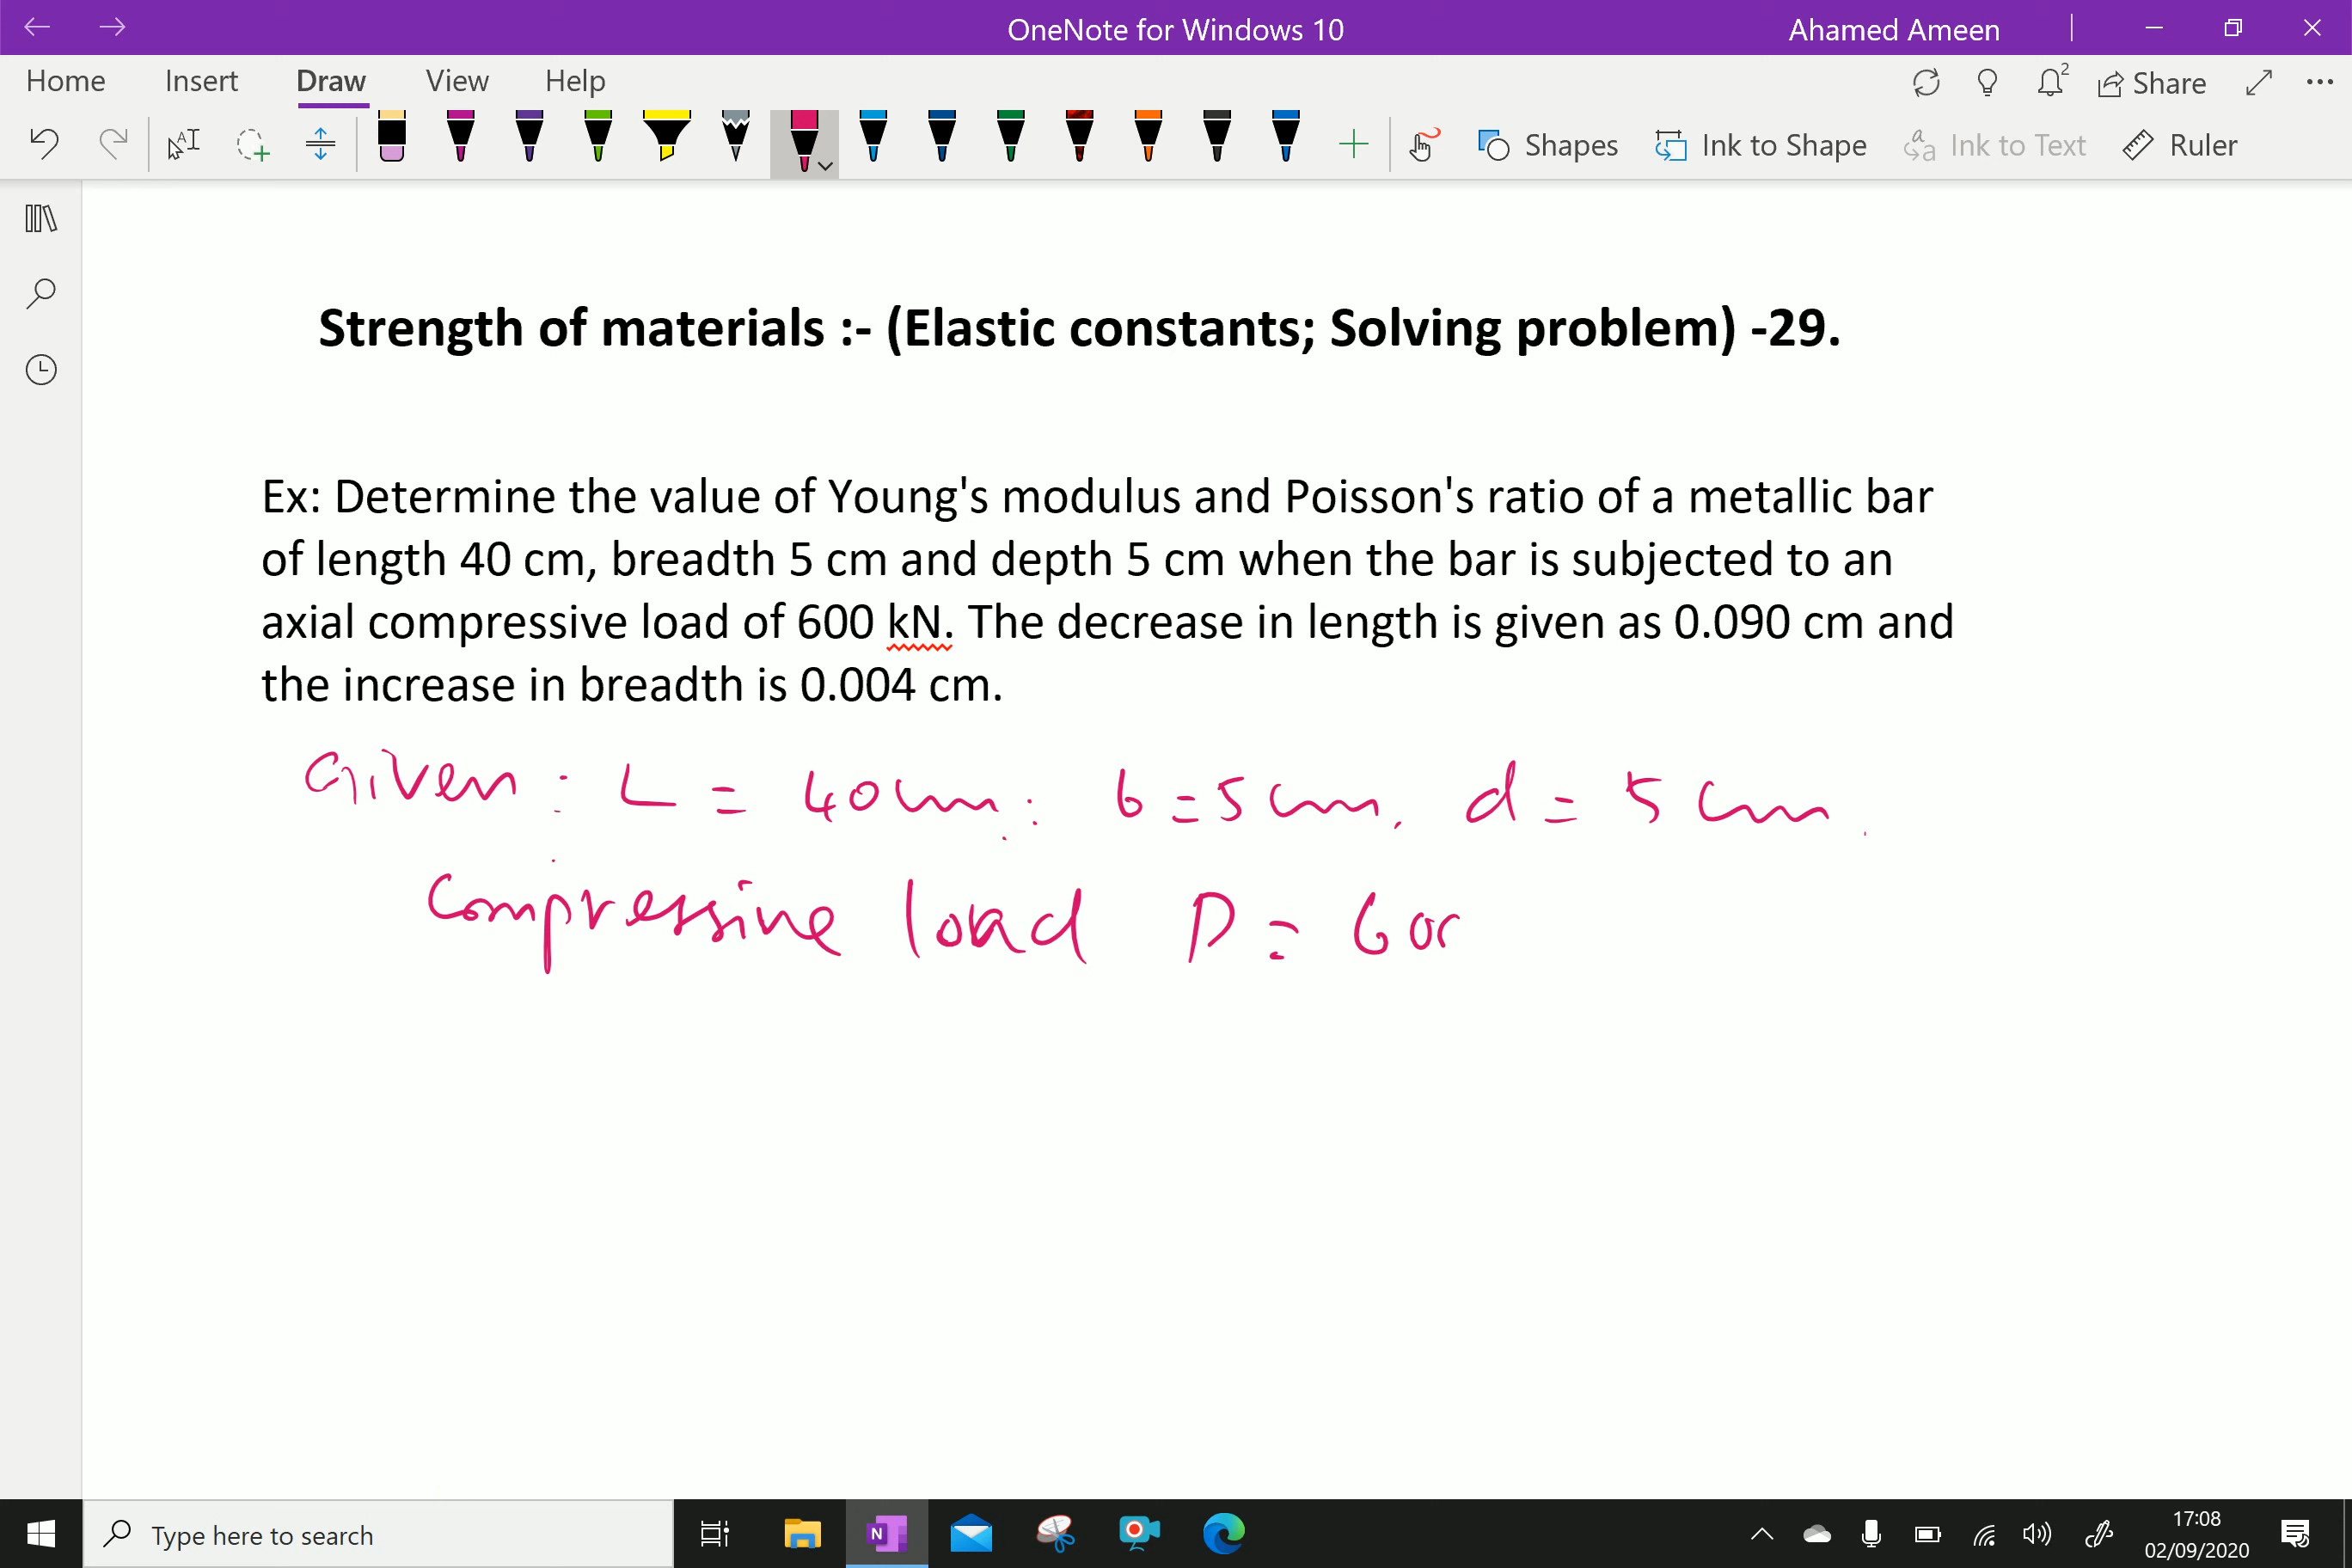 OneNote for Windows 10
Ahamed Ameen
Home Insert Draw View Help
2 Share
Shapes Ink to Shape Ink to Text Ruler
Strength of materials :- (Elastic constants; Solving problem) -29.
Ex: Determine the value of Young's modulus and Poisson's ratio of a metallic bar
of length 40 cm, breadth 5 cm and depth 5 cm when the bar is subjected to an
axial compressive load of 600 kN. The decrease in length is given as 0.090 cm and
the increase in breadth is 0.004 cm.
Given : L = 40 cm : b = 5 cm, d = 5 cm.
Compressive load P = 60
Type here to search
17:08
02/09/2020